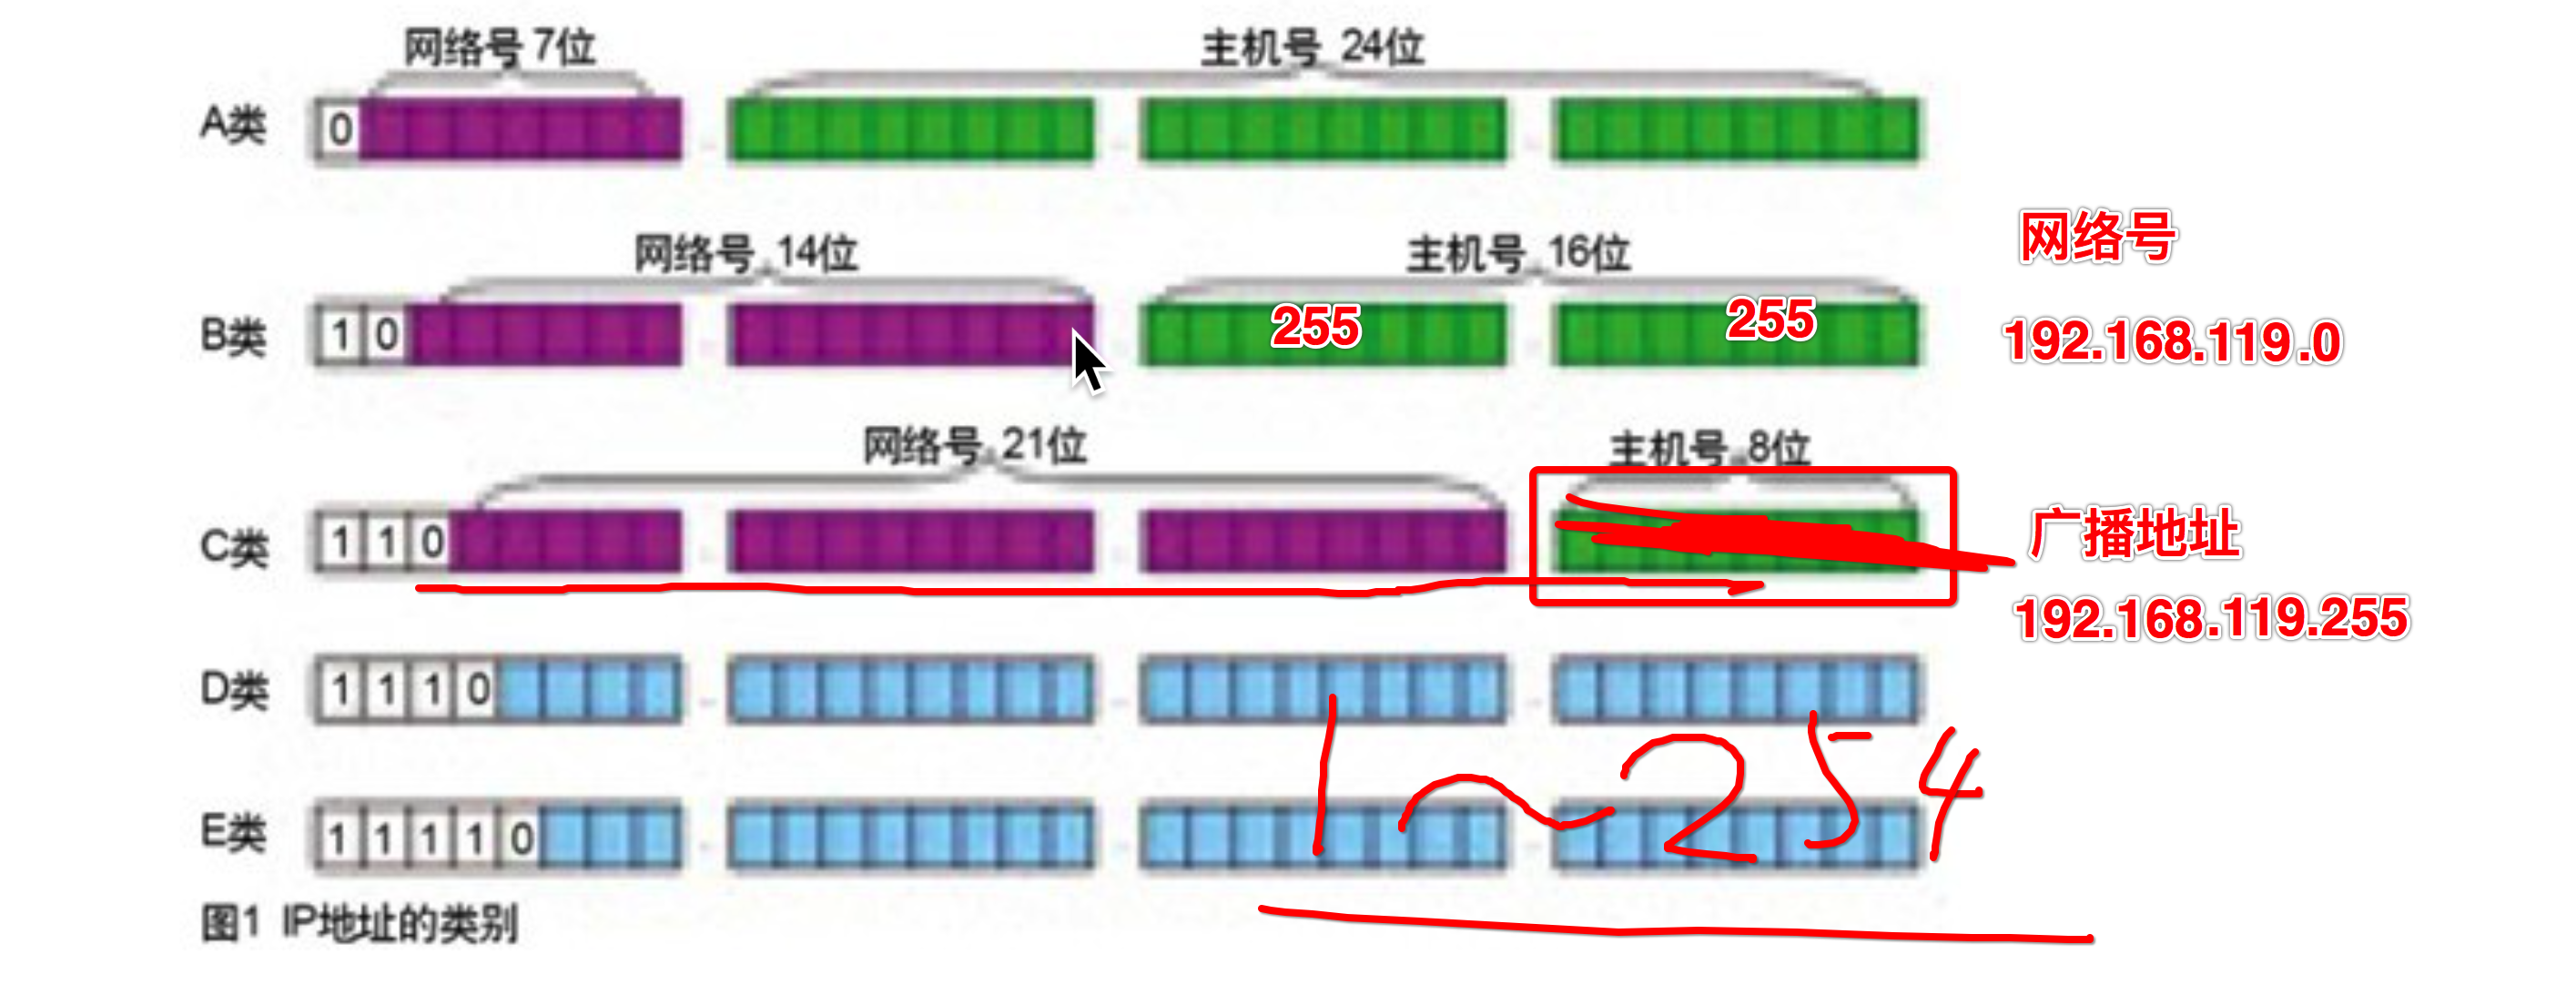 网络号 7位 主机号 24位
A类 0
网络号 14位 主机号 16位
网络号
B类 1 0 255 255
192.168.119.0
网络号 21位 主机号 8位
C类 1 1 0
广播地址
192.168.119.255
D类 1 1 1 0
1~254
E类 1 1 1 1 0
图1 IP地址的类别